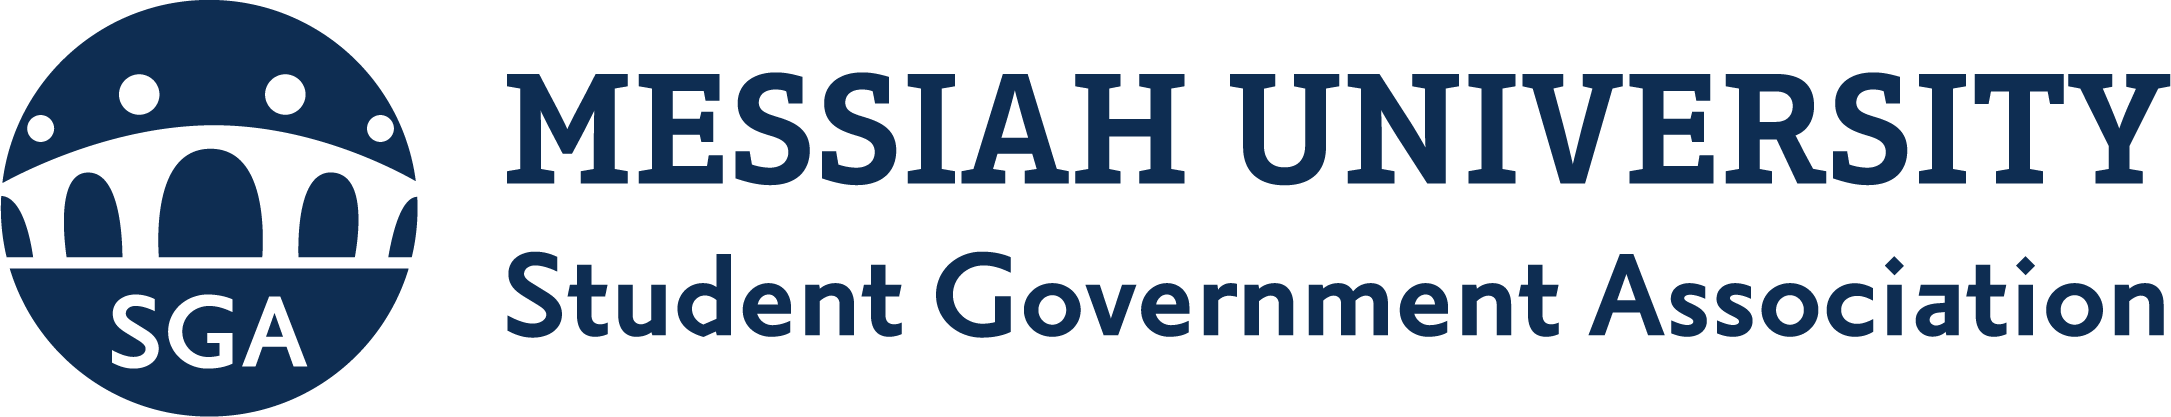 SGA
MESSIAH UNIVERSITY
Student Government Association